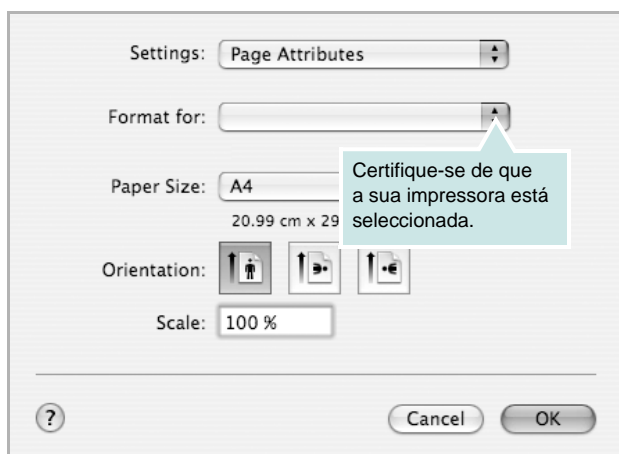 Settings: Page Attributes
Format for:
Certifique-se de que
a sua impressora está
seleccionada.
Paper Size: A4
20.99 cm x 29
Orientation:
Scale: 100 %
?
Cancel OK